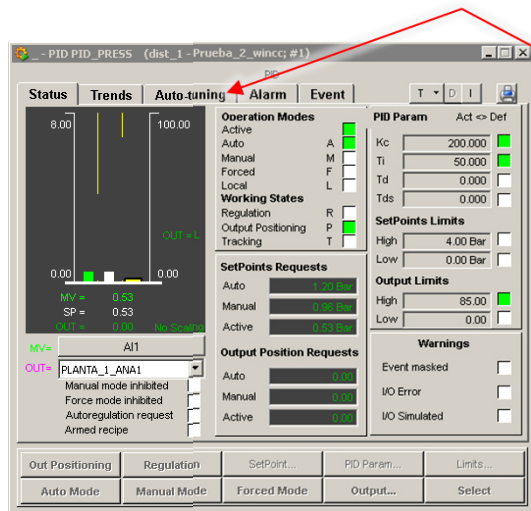 _ - PID PID_PRESS (dist_1 - Prueba_2_wincc; #1)
PID
Status Trends Auto-tuning Alarm Event T D I
8.00 100.00
OUT = L
0.00 0.00
MV = 0.53
SP = 0.53
OUT = 0.00 No Scaling
MV= AI1
OUT= PLANTA_1_ANA1
Manual mode inhibited
Force mode inhibited
Autoregulation request
Armed recipe
Operation Modes
Active
Auto A
Manual M
Forced F
Local L
Working States
Regulation R
Output Positioning P
Tracking T
SetPoints Requests
Auto 1.20 Bar
Manual 0.96 Bar
Active 0.53 Bar
Output Position Requests
Auto 0.00
Manual 0.00
Active 0.00
PID Param Act <> Def
Kc 200.000
Ti 50.000
Td 0.000
Tds 0.000
SetPoints Limits
High 4.00 Bar
Low 0.00 Bar
Output Limits
High 85.00
Low 0.00
Warnings
Event masked
I/O Error
I/O Simulated
Out Positioning Regulation SetPoint... PID Param... Limits...
Auto Mode Manual Mode Forced Mode Output... Select